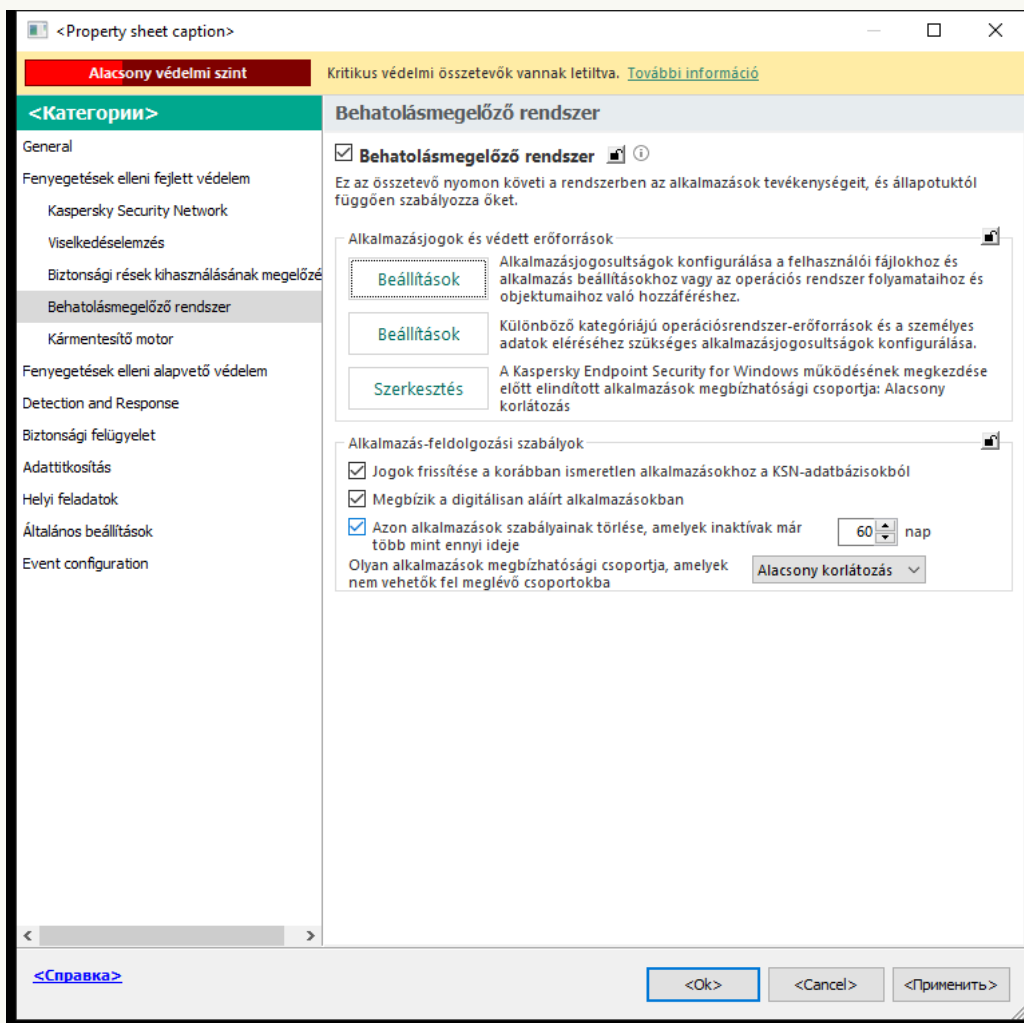 <Property sheet caption>
Alacsony védelmi szint
Kritikus védelmi összetevők vannak letiltva. További információ
<Категории>
General
Fenyegetések elleni fejlett védelem
Kaspersky Security Network
Viselkedéselemzés
Biztonsági rések kihasználásának megelőzé
Behatolásmegelőző rendszer
Kármentesítő motor
Fenyegetések elleni alapvető védelem
Detection and Response
Biztonsági felügyelet
Adattitkosítás
Helyi feladatok
Általános beállítások
Event configuration
Behatolásmegelőző rendszer
Behatolásmegelőző rendszer
Ez az összetevő nyomon követi a rendszerben az alkalmazások tevékenységeit, és állapotuktól
függően szabályozza őket.
Alkalmazásjogok és védett erőforrások
Beállítások
Alkalmazásjogosultságok konfigurálása a felhasználói fájlokhoz és
alkalmazás beállításokhoz vagy az operációs rendszer folyamataihoz és
objektumaihoz való hozzáféréshez.
Beállítások
Különböző kategóriájú operációsrendszer-erőforrások és a személyes
adatok eléréséhez szükséges alkalmazásjogosultságok konfigurálása.
Szerkesztés
A Kaspersky Endpoint Security for Windows működésének megkezdése
előtt elindított alkalmazások megbízhatósági csoportja: Alacsony
korlátozás
Alkalmazás-feldolgozási szabályok
Jogok frissítése a korábban ismeretlen alkalmazásokhoz a KSN-adatbázisokból
Megbízik a digitálisan aláírt alkalmazásokban
Azon alkalmazások szabályainak törlése, amelyek inaktívak már
több mint ennyi ideje
60 nap
Olyan alkalmazások megbízhatósági csoportja, amelyek
nem vehetők fel meglévő csoportokba
Alacsony korlátozás
<Справка>
<Ok>
<Cancel>
<Применить>